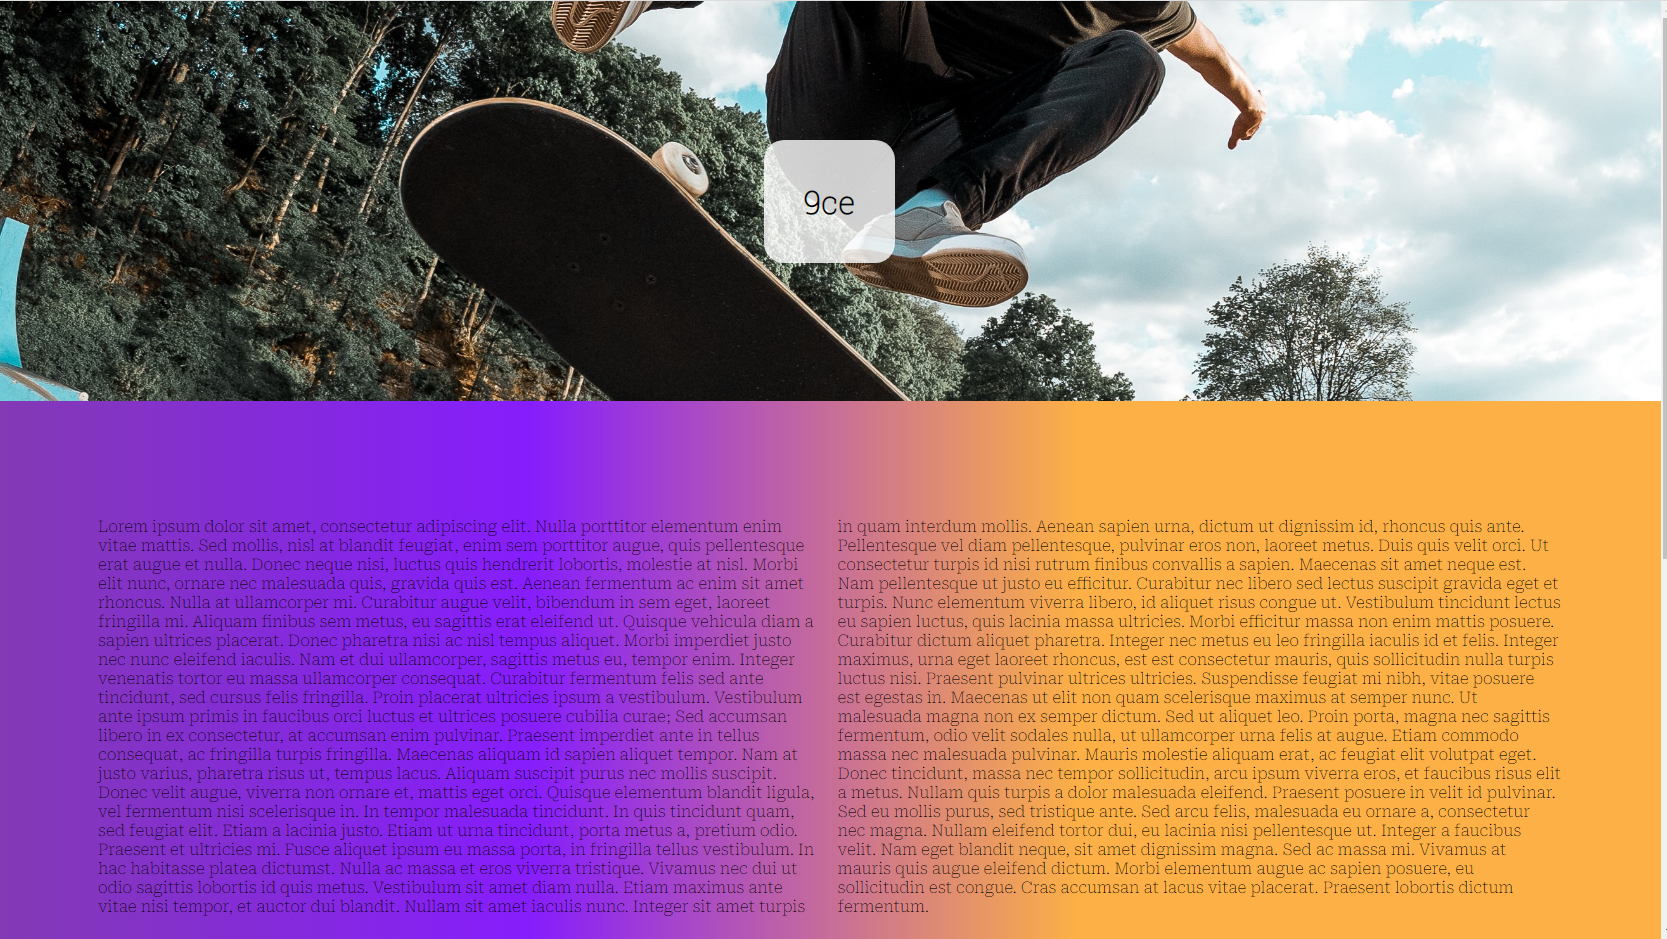 9ce
Lorem ipsum dolor sit amet, consectetur adipiscing elit. Nulla porttitor elementum enim
vitae mattis. Sed mollis, nisl at blandit feugiat, enim sem porttitor augue, quis pellentesque
erat augue et nulla. Donec neque nisi, luctus quis hendrerit lobortis, molestie at nisl. Morbi
elit nunc, ornare nec malesuada quis, gravida quis est. Aenean fermentum ac enim sit amet
rhoncus. Nulla at ullamcorper mi. Curabitur augue velit, bibendum in sem eget, laoreet
fringilla mi. Aliquam finibus sem metus, eu sagittis erat eleifend ut. Quisque vehicula diam a
sapien ultrices placerat. Donec pharetra nisi ac nisl tempus aliquet. Morbi imperdiet justo
nec nunc eleifend iaculis. Nam et dui ullamcorper, sagittis metus eu, tempor enim. Integer
venenatis tortor eu massa ullamcorper consequat. Curabitur fermentum felis sed ante
tincidunt, sed cursus felis fringilla. Proin placerat ultricies ipsum a vestibulum. Vestibulum
ante ipsum primis in faucibus orci luctus et ultrices posuere cubilia curae; Sed accumsan
libero in ex consectetur, at accumsan enim pulvinar. Praesent imperdiet ante in tellus
consequat, ac fringilla turpis fringilla. Maecenas aliquam id sapien aliquet tempor. Nam at
justo varius, pharetra risus ut, tempus lacus. Aliquam suscipit purus nec mollis suscipit.
Donec velit augue, viverra non ornare et, mattis eget orci. Quisque elementum blandit ligula,
vel fermentum nisi scelerisque in. In tempor malesuada tincidunt. In quis tincidunt quam,
sed feugiat elit. Etiam a lacinia justo. Etiam ut urna tincidunt, porta metus a, pretium odio.
Praesent et ultricies mi. Fusce aliquet ipsum eu massa porta, in fringilla tellus vestibulum. In
hac habitasse platea dictumst. Nulla ac massa et eros viverra tristique. Vivamus nec dui ut
odio sagittis lobortis id quis metus. Vestibulum sit amet diam nulla. Etiam maximus ante
vitae nisi tempor, et auctor dui blandit. Nullam sit amet iaculis nunc. Integer sit amet turpis
in quam interdum mollis. Aenean sapien urna, dictum ut dignissim id, rhoncus quis ante.
Pellentesque vel diam pellentesque, pulvinar eros non, laoreet metus. Duis quis velit orci. Ut
consectetur turpis id nisi rutrum finibus convallis a sapien. Maecenas sit amet neque est.
Nam pellentesque ut justo eu efficitur. Curabitur nec libero sed lectus suscipit gravida eget et
turpis. Nunc elementum viverra libero, id aliquet risus congue ut. Vestibulum tincidunt lectus
eu sapien luctus, quis lacinia massa ultricies. Morbi efficitur massa non enim mattis posuere.
Curabitur dictum aliquet pharetra. Integer nec metus eu leo fringilla iaculis id et felis. Integer
maximus, urna eget laoreet rhoncus, est est consectetur mauris, quis sollicitudin nulla turpis
luctus nisi. Praesent pulvinar ultrices ultricies. Suspendisse feugiat mi nibh, vitae posuere
est egestas in. Maecenas ut elit non quam scelerisque maximus at semper nunc. Ut
malesuada magna non ex semper dictum. Sed ut aliquet leo. Proin porta, magna nec sagittis
fermentum, odio velit sodales nulla, ut ullamcorper urna felis at augue. Etiam commodo
massa nec malesuada pulvinar. Mauris molestie aliquam erat, ac feugiat elit volutpat eget.
Donec tincidunt, massa nec tempor sollicitudin, arcu ipsum viverra eros, et faucibus risus elit
a metus. Nullam quis turpis a dolor malesuada eleifend. Praesent posuere in velit id pulvinar.
Sed eu mollis purus, sed tristique ante. Sed arcu felis, malesuada eu ornare a, consectetur
nec magna. Nullam eleifend tortor dui, eu lacinia nisi pellentesque ut. Integer a faucibus
velit. Nam eget blandit neque, sit amet dignissim magna. Sed ac massa mi. Vivamus at
mauris quis augue eleifend dictum. Morbi elementum augue ac sapien posuere, eu
sollicitudin est congue. Cras accumsan at lacus vitae placerat. Praesent lobortis dictum
fermentum.